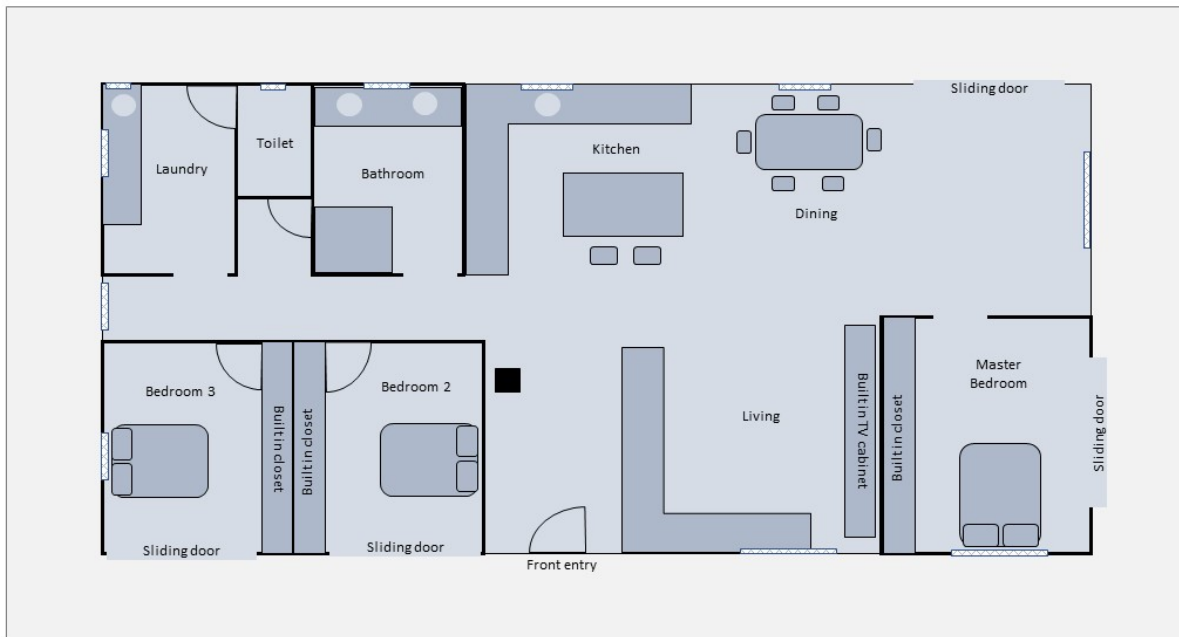 Sliding door
Toilet
Kitchen
Laundry
Bathroom
Dining
Master
Bedroom
Bedroom 3
Bedroom 2
Built in closet
Built in closet
Living
Built in TV cabinet
Built in closet
Sliding door
Sliding door
Sliding door
Front entry